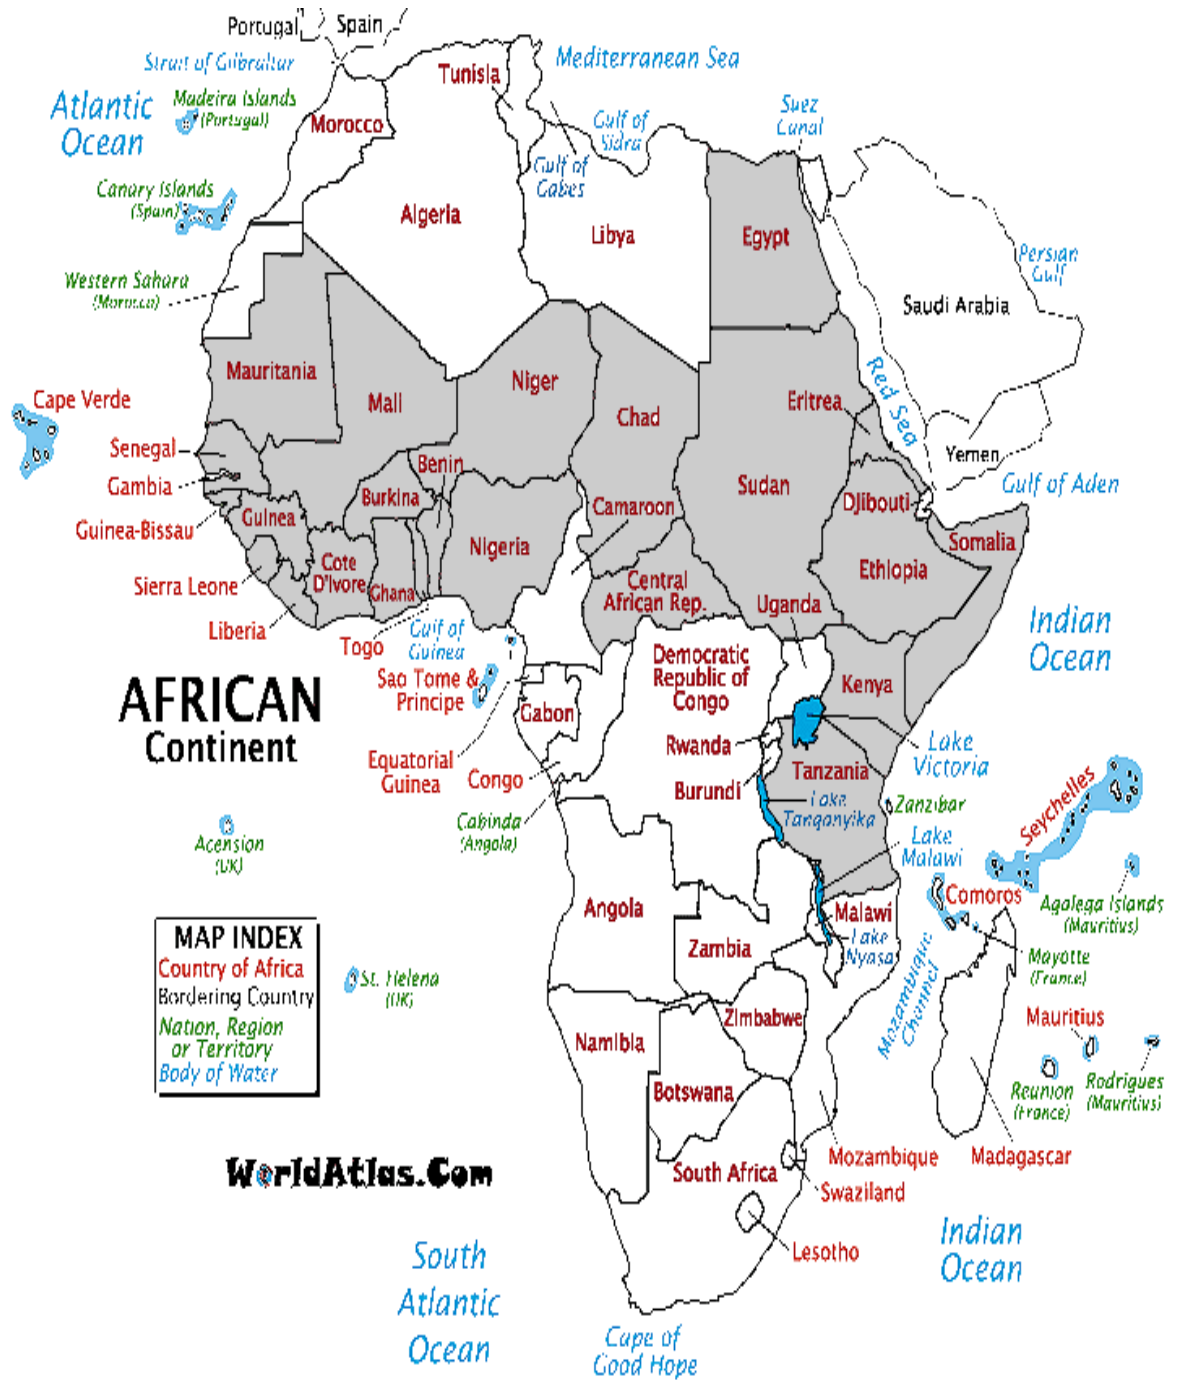 Portugal
Spain
Strait of Gibraltar
Mediterranean Sea
Tunisia
Atlantic
Ocean
Madeira Islands
(Portugal)
Morocco
Gulf of
Sidra
Suez
Canal
Gulf of
Gabes
Canary Islands
(Spain)
Algeria
Libya
Egypt
Persian
Gulf
Western Sahara
(Morocco)
Saudi Arabia
Mauritania
Mali
Niger
Chad
Eritrea
Red Sea
Cape Verde
Senegal
Gambia
Guinea-Bissau
Benin
Burkina
Guinea
Camaroon
Sudan
Yemen
Gulf of Aden
Djibouti
Somalia
Nigeria
Cote
D'Ivore
Ghana
Central
African Rep.
Ethiopia
Uganda
Sierra Leone
Liberia
Togo
Gulf of
Guinea
Indian
Ocean
Democratic
Republic of
Congo
Kenya
Sao Tome &
Principe
Gabon
AFRICAN
Continent
Equatorial
Guinea
Congo
Rwanda
Burundi
Tanzania
Lake
Victoria
Cabinda
(Angola)
Lake
Tanganyika
Zanzibar
Seychelles
Lake
Malawi
Acension
(UK)
Comoros
Agalega Islands
(Mauritius)
Angola
Malawi
Zambia
Lake
Nyasa
Mayotte
(France)
MAP INDEX
Country of Africa
Bordering Country
Nation, Region
or Territory
Body of Water
St. Helena
(UK)
Mozambique
Channel
Zimbabwe
Namibia
Botswana
Mauritius
Reunion
(France)
Rodrigues
(Mauritius)
WorldAtlas.Com
South Africa
Mozambique
Madagascar
Swaziland
Lesotho
Indian
Ocean
South
Atlantic
Ocean
Cape of
Good Hope